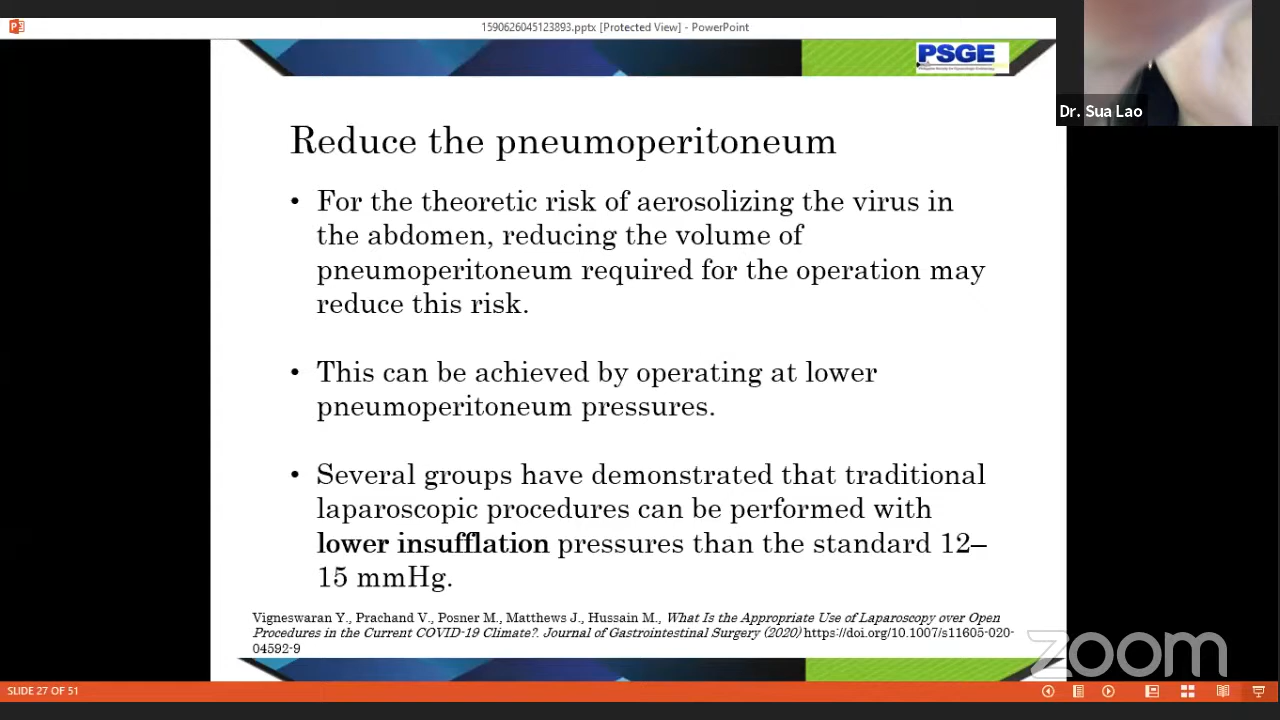 1590626045123893.pptx [Protected View] - PowerPoint
PSGE
Dr. Sua Lao
Reduce the pneumoperitoneum
• For the theoretic risk of aerosolizing the virus in
the abdomen, reducing the volume of
pneumoperitoneum required for the operation may
reduce this risk.
• This can be achieved by operating at lower
pneumoperitoneum pressures.
• Several groups have demonstrated that traditional
laparoscopic procedures can be performed with
lower insufflation pressures than the standard 12–
15 mmHg.
Vigneswaran Y., Prachand V., Posner M., Matthews J., Hussain M., What Is the Appropriate Use of Laparoscopy over Open
Procedures in the Current COVID-19 Climate?. Journal of Gastrointestinal Surgery (2020) https://doi.org/10.1007/s11605-020-
04592-9
zoom
SLIDE 27 OF 51